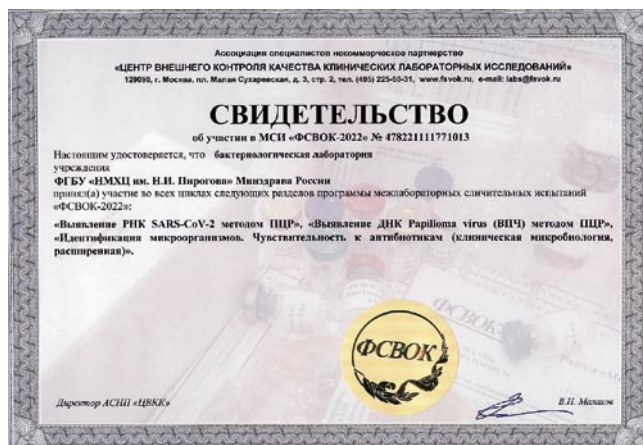 Ассоциация специалистов некоммерческое партнерство
«ЦЕНТР ВНЕШНЕГО КОНТРОЛЯ КАЧЕСТВА КЛИНИЧЕСКИХ ЛАБОРАТОРНЫХ ИССЛЕДОВАНИЙ»
129090, г. Москва, пл. Малая Сухаревская, д. 3, стр. 2, тел. (495) 225-50-31, www.fsvok.ru, e-mail: labs@fsvok.ru
СВИДЕТЕЛЬСТВО
об участии в МСИ «ФСВОК-2022» № 478221111771013
Настоящим удостоверяется, что бактериологическая лаборатория
учреждения
ФГБУ «НМХЦ им. Н.И. Пирогова» Минздрава России
принял(а) участие во всех циклах следующих разделов программы межлабораторных сличительных испытаний
«ФСВОК-2022»:
«Выявление РНК SARS-CoV-2 методом ПЦР», «Выявление ДНК Papilloma virus (ВПЧ) методом ПЦР»,
«Идентификация микроорганизмов. Чувствительность к антибиотикам (клиническая микробиология,
расширенная)».
ФСВОК
ФСВОК
Директор АСНП «ЦВКК»
В.Н. Малахов